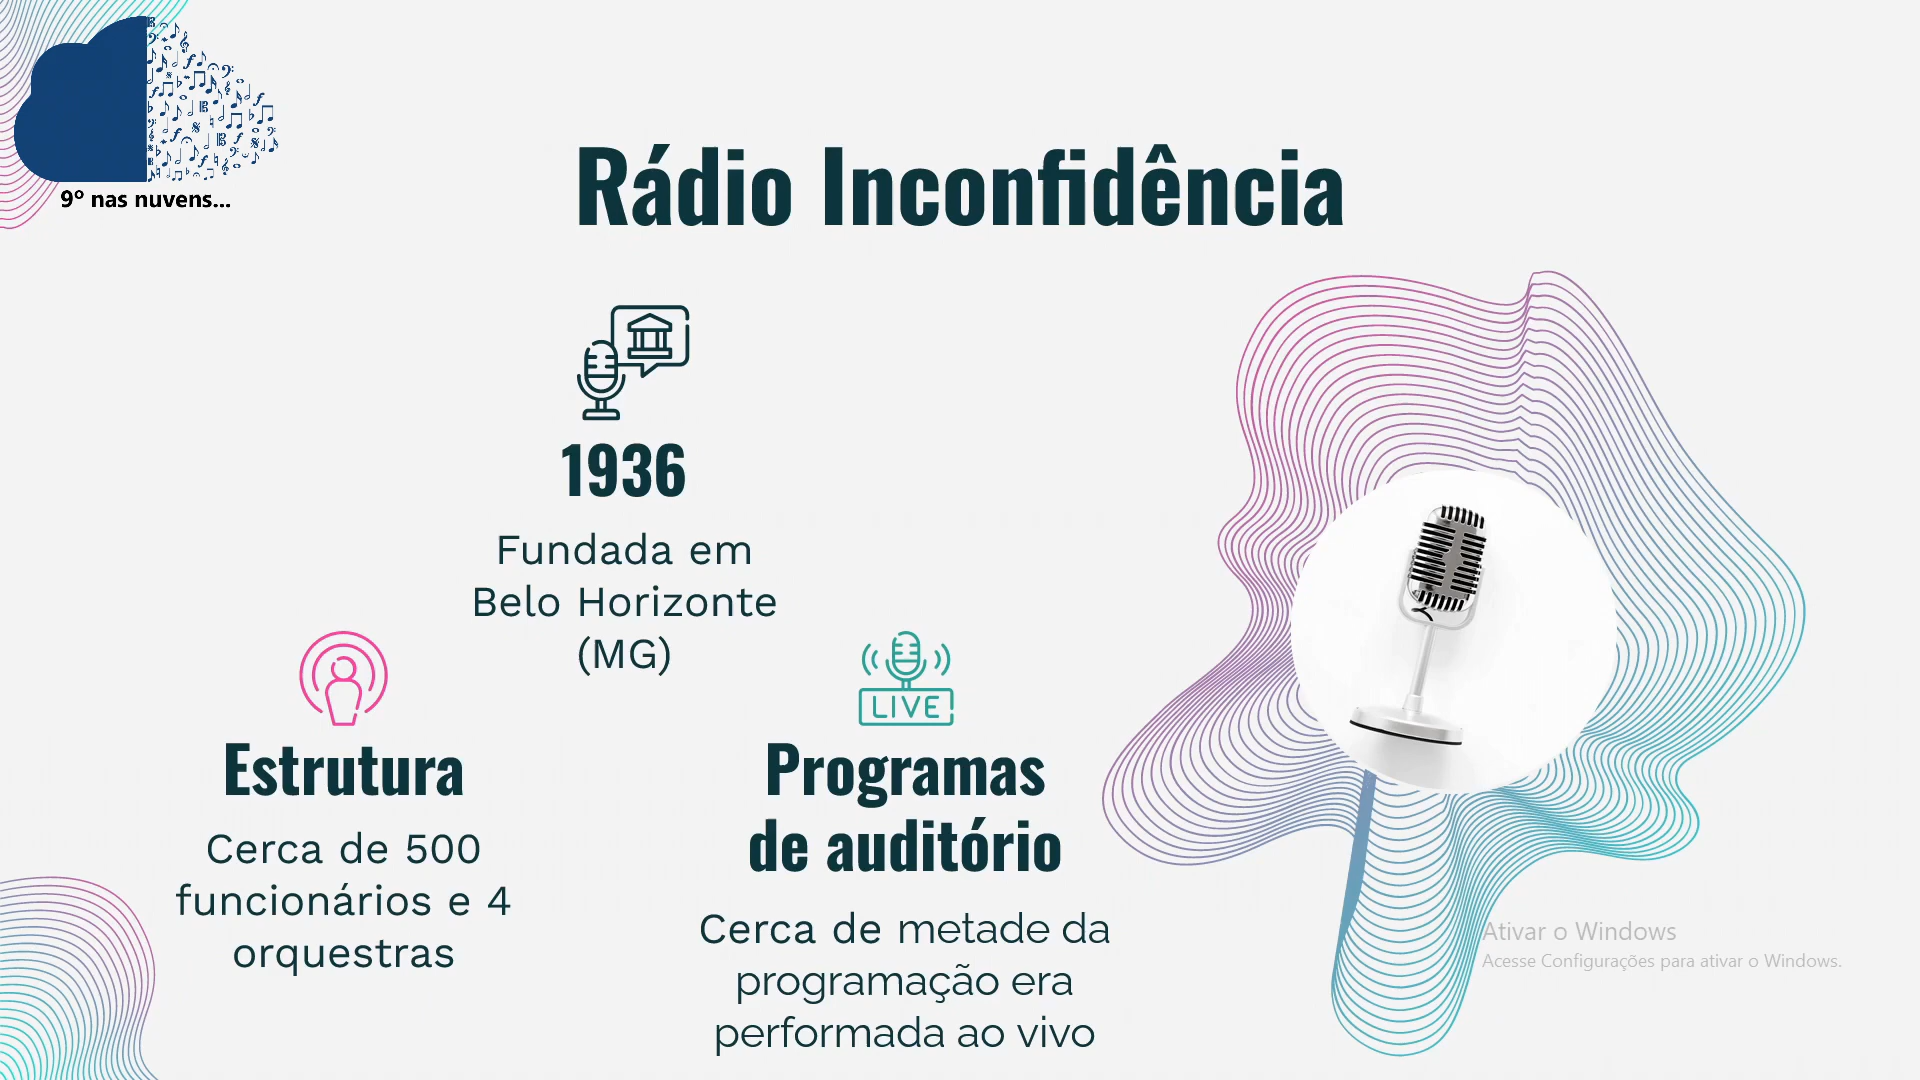 9º nas nuvens...
Rádio Inconfidência
1936
Fundada em
Belo Horizonte
(MG)
Estrutura
Cerca de 500
funcionários e 4
orquestras
LIVE
Programas
de auditório
Cerca de metade da
programação era
performada ao vivo
Ativar o Windows
Acesse Configurações para ativar o Windows.